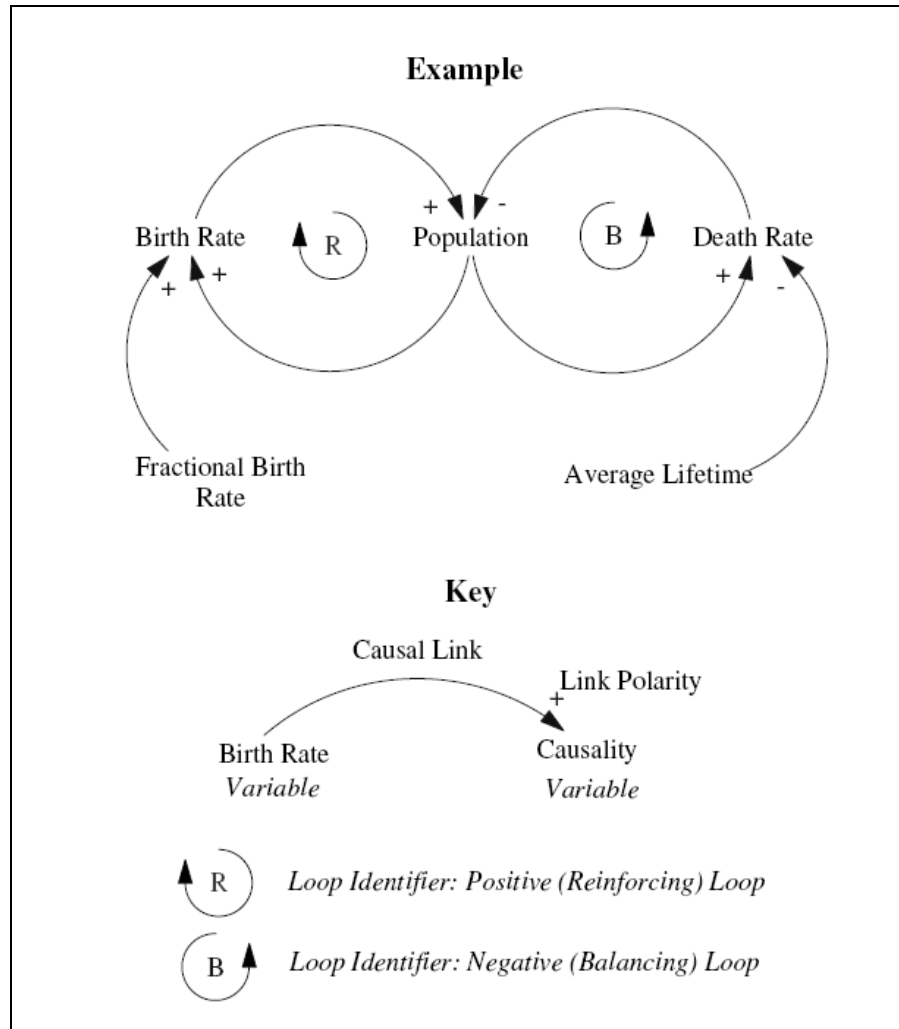 Example
+
-
Birth Rate
R
Population
B
Death Rate
+
+
+
-
Fractional Birth
Rate
Average Lifetime
Key
Causal Link
Link Polarity
+
Birth Rate
Causality
Variable
Variable
R
Loop Identifier: Positive (Reinforcing) Loop
B
Loop Identifier: Negative (Balancing) Loop